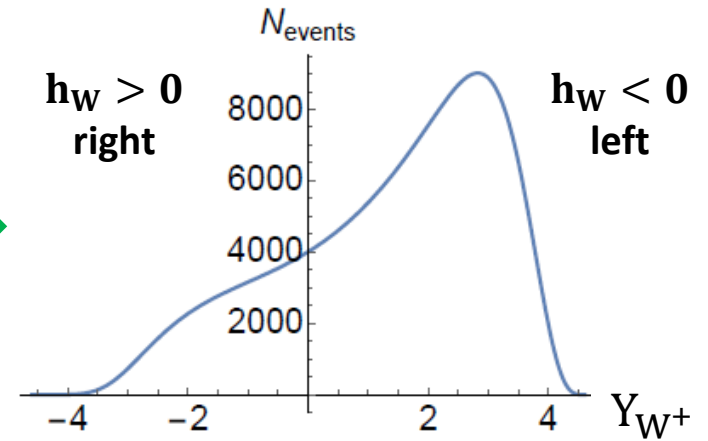 N_events
h_W > 0
right
h_W < 0
left
8000
6000
4000
2000
−4
−2
2
4
Y_W+